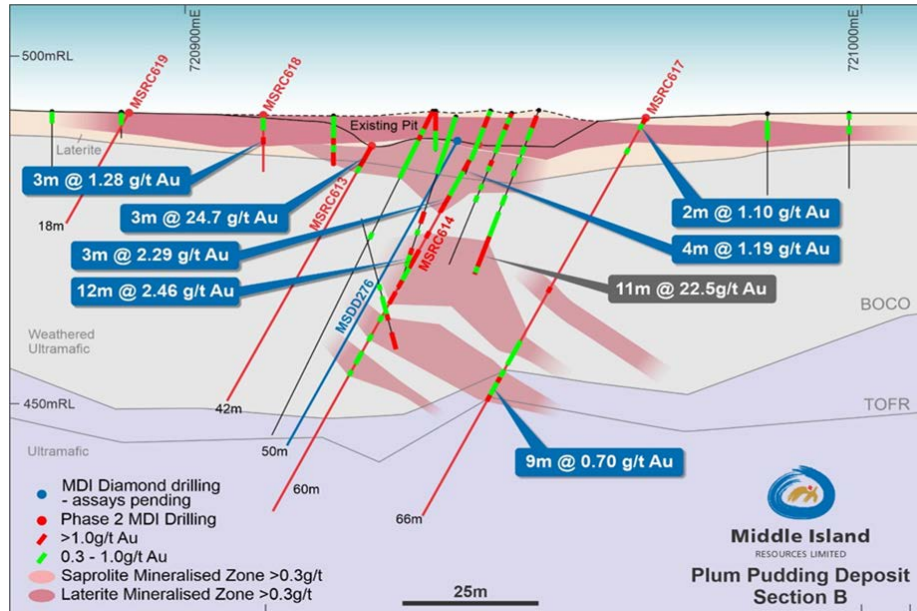 500mRL
720900mE
721000mE
MSRC619
MSRC618
MSRC617
Existing Pit
Laterite
3m @ 1.28 g/t Au
18m
3m @ 24.7 g/t Au
MSRC613
2m @ 1.10 g/t Au
3m @ 2.29 g/t Au
MSRC614
4m @ 1.19 g/t Au
12m @ 2.46 g/t Au
11m @ 22.5g/t Au
MSDD276
BOCO
Weathered
Ultramafic
450mRL
42m
TOFR
Ultramafic
50m
9m @ 0.70 g/t Au
60m
66m
MDI Diamond drilling
- assays pending
Phase 2 MDI Drilling
>1.0g/t Au
0.3 - 1.0g/t Au
Saprolite Mineralised Zone >0.3g/t
Laterite Mineralised Zone >0.3g/t
25m
Middle Island
RESOURCES LIMITED
Plum Pudding Deposit
Section B